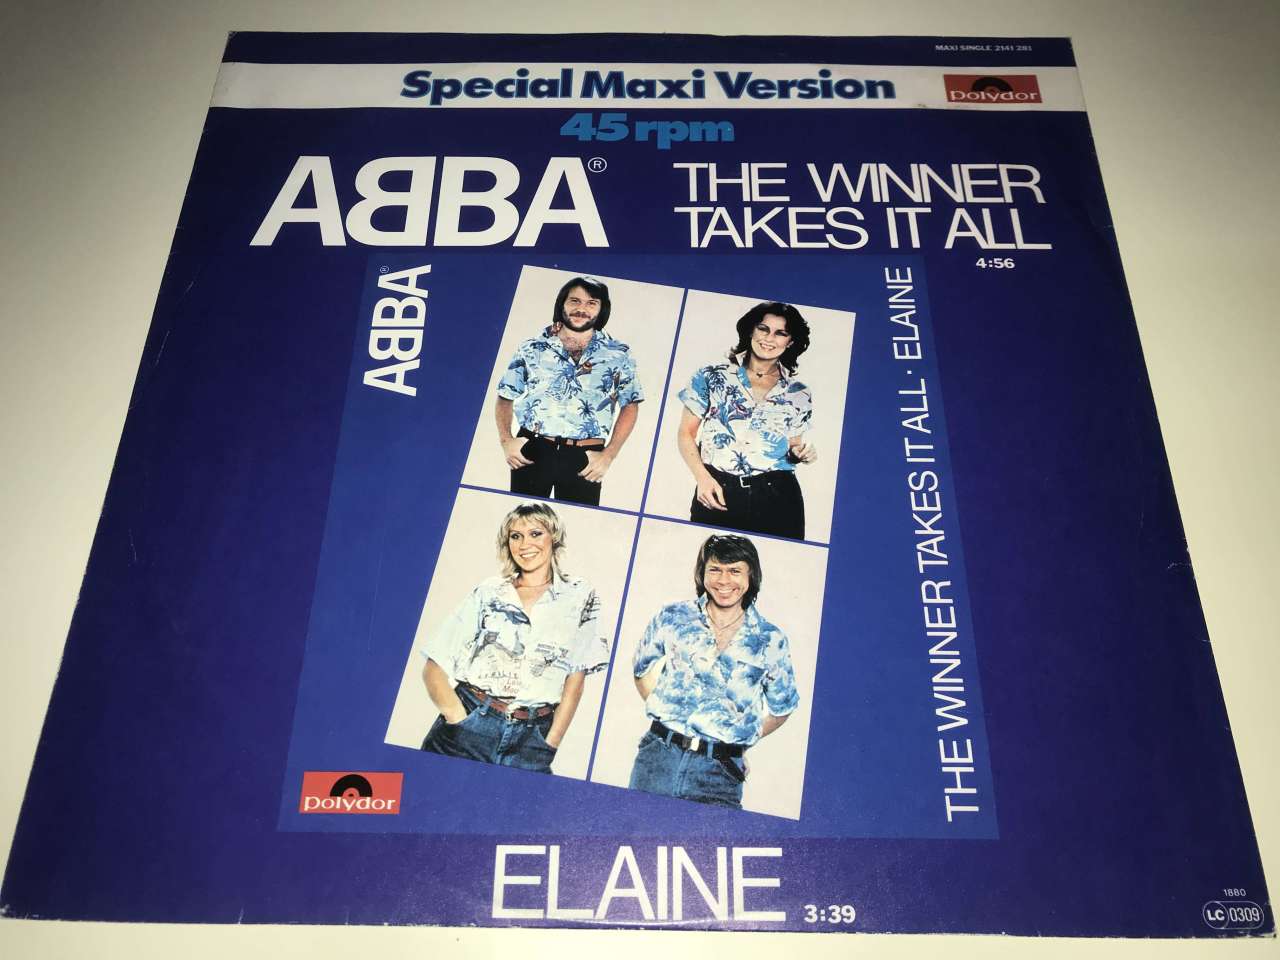 MAXI SINGLE 2141 281
Special Maxi Version
polydor
45 rpm
ABBA®
THE WINNER
TAKES IT ALL
4:56
ABBA®
THE WINNER TAKES IT ALL · ELAINE
polydor
ELAINE 3:39
1880
LC 0309